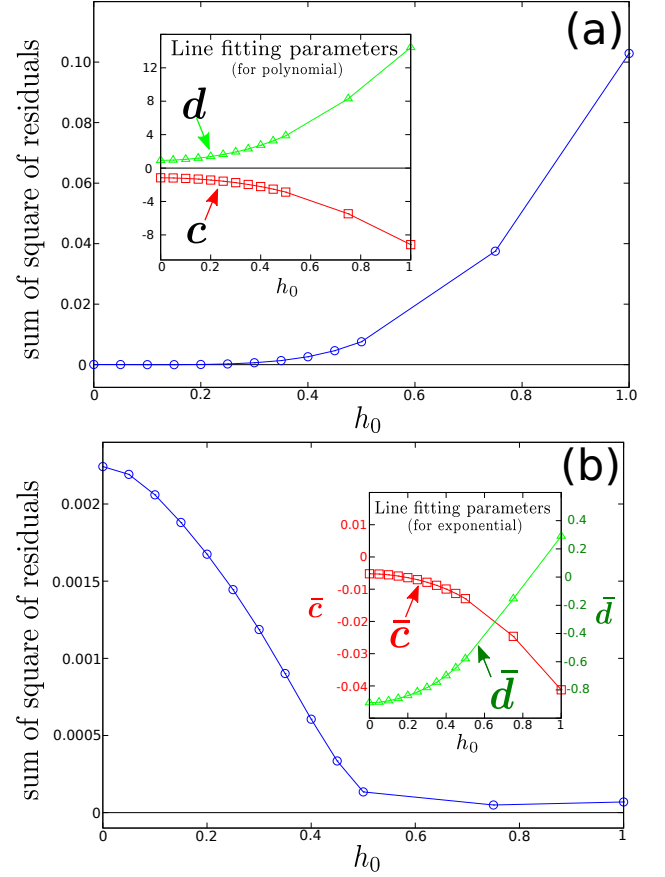 (a)
sum of square of residuals
0.10
0.08
0.06
0.04
0.02
0
0 0.2 0.4 0.6 0.8 1.0
h0
Line fitting parameters
(for polynomial)
12
8
4
0
-4
-8
d
c
0 0.2 0.4 0.6 0.8 1
h0
(b)
sum of square of residuals
0.002
0.0015
0.001
0.0005
0
0 0.2 0.4 0.6 0.8 1
h0
Line fitting parameters
(for exponential)
0.01
0
-0.01
-0.02
-0.03
-0.04
c̄
c̄
d̄
0.4
0.2
0
-0.2
-0.4
-0.6
-0.8
d̄
0 0.2 0.4 0.6 0.8 1
h0